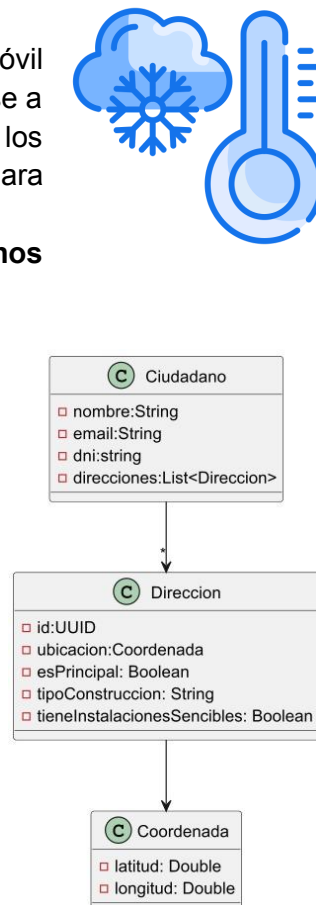 óvil
se a
los
ara
nos
C Ciudadano
nombre:String
email:String
dni:string
direcciones:List<Direccion>
*
C Direccion
id:UUID
ubicacion:Coordenada
esPrincipal: Boolean
tipoConstruccion: String
tieneInstalacionesSencibles: Boolean
C Coordenada
latitud: Double
longitud: Double